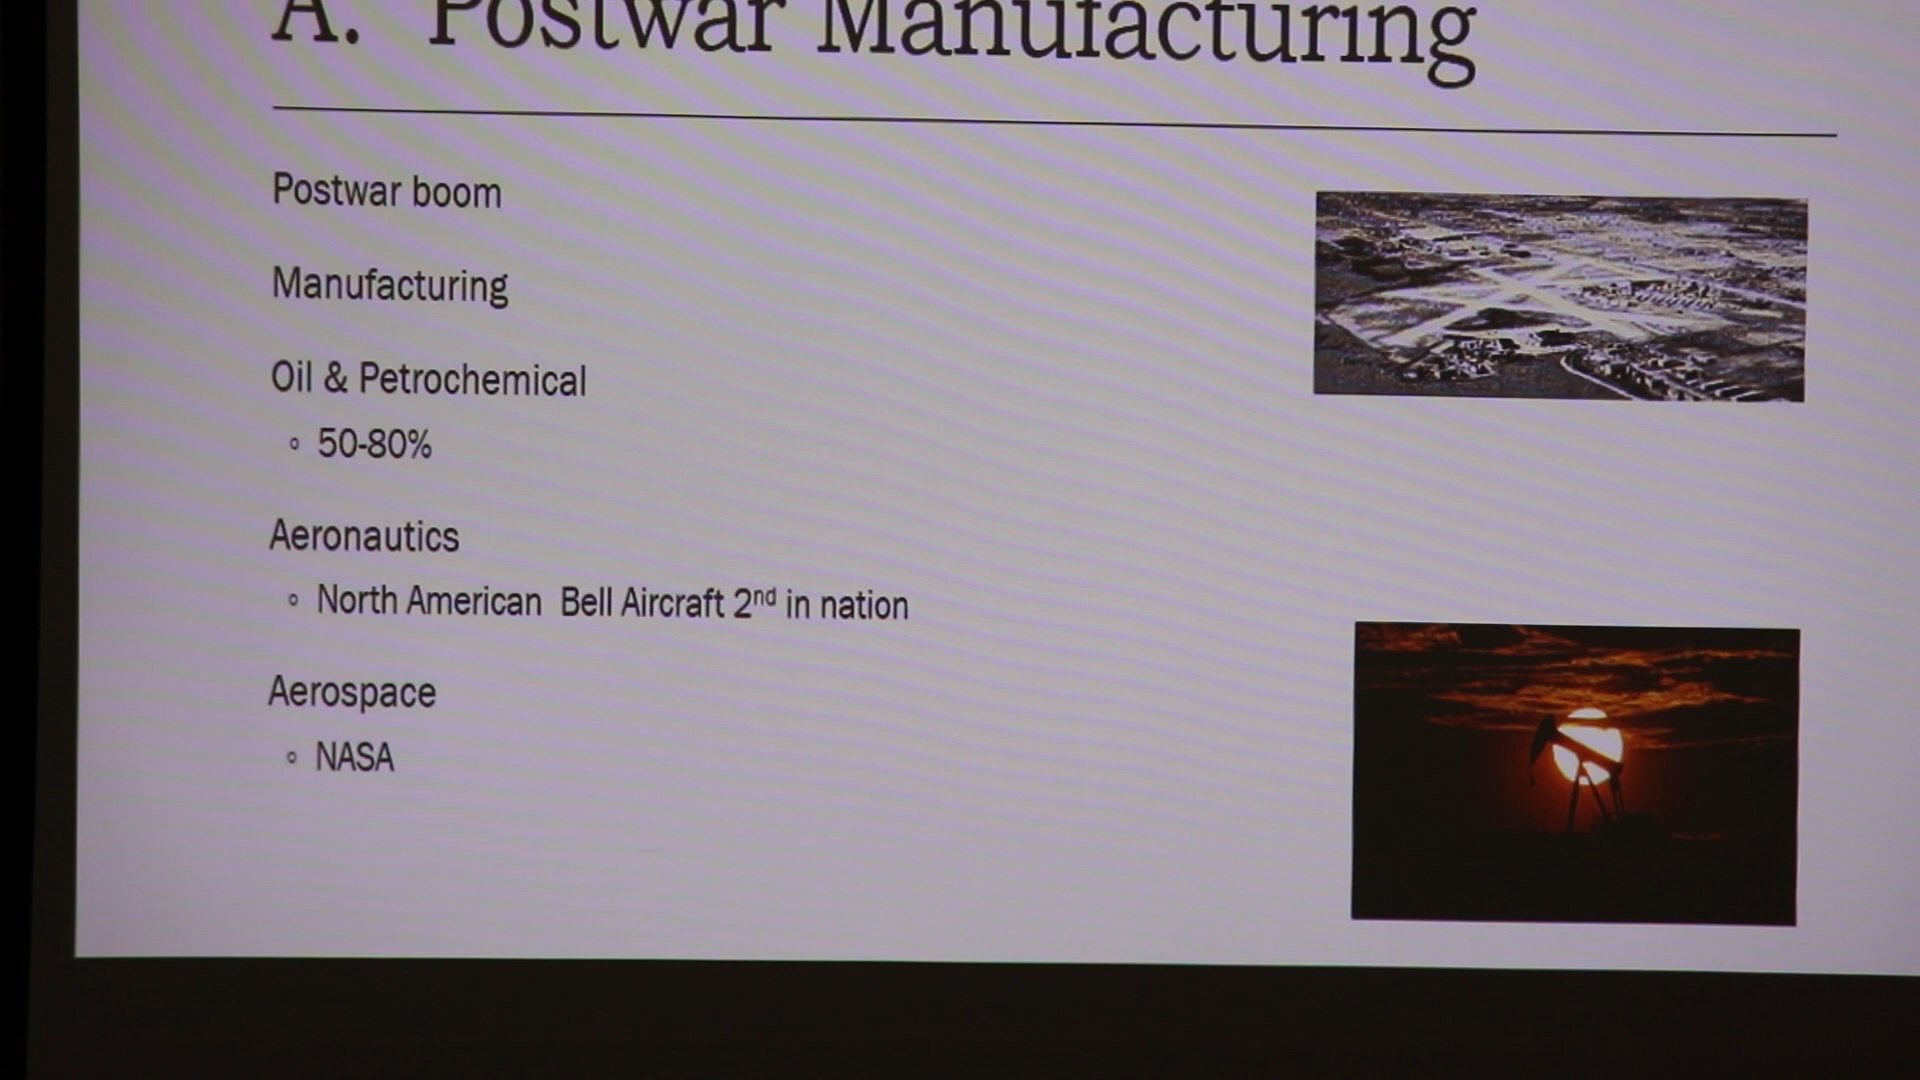 A. Postwar Manufacturing
Postwar boom
Manufacturing
Oil & Petrochemical
◦ 50-80%
Aeronautics
◦ North American  Bell Aircraft 2nd in nation
Aerospace
◦ NASA